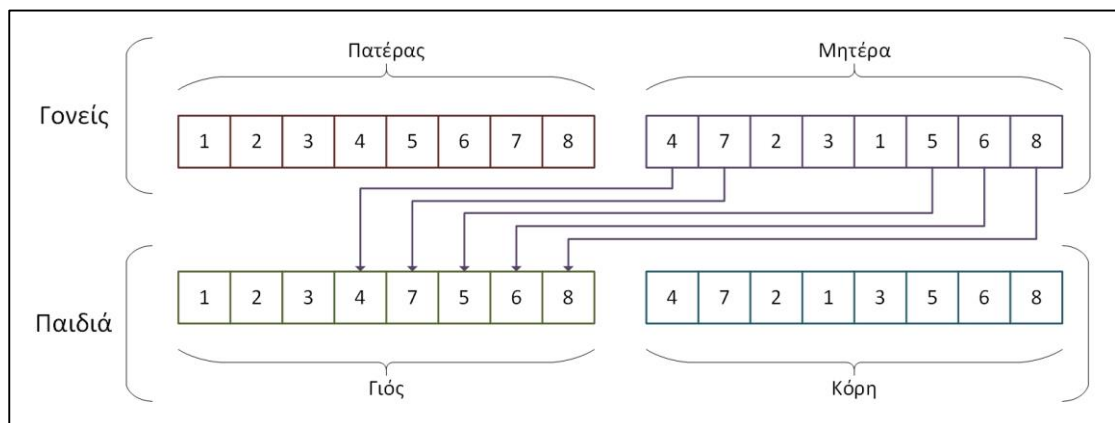 Πατέρας Μητέρα
Γονείς
1 2 3 4 5 6 7 8 4 7 2 3 1 5 6 8
1 2 3 4 7 5 6 8 4 7 2 1 3 5 6 8
Παιδιά
Γιός Κόρη